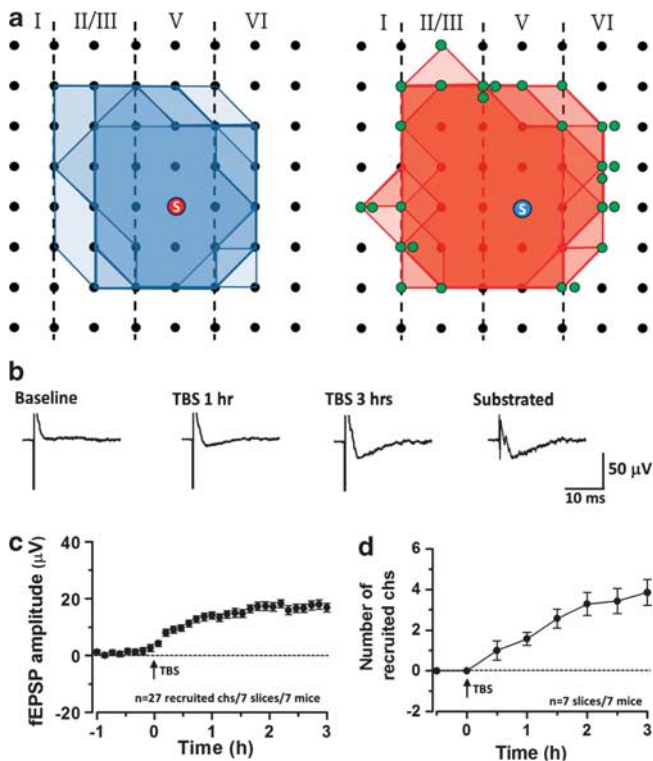 a
I II/III V VI
I II/III V VI
S
S
b
Baseline
TBS 1 hr
TBS 3 hrs
Substrated
50 μV
10 ms
c
fEPSP amplitude (μV)
40
20
0
-20
TBS
n=27 recruited chs/7 slices/7 mice
-1 0 1 2 3
Time (h)
d
Number of
recruited chs
6
4
2
0
-2
TBS
n=7 slices/7 mice
0 1 2 3
Time (h)